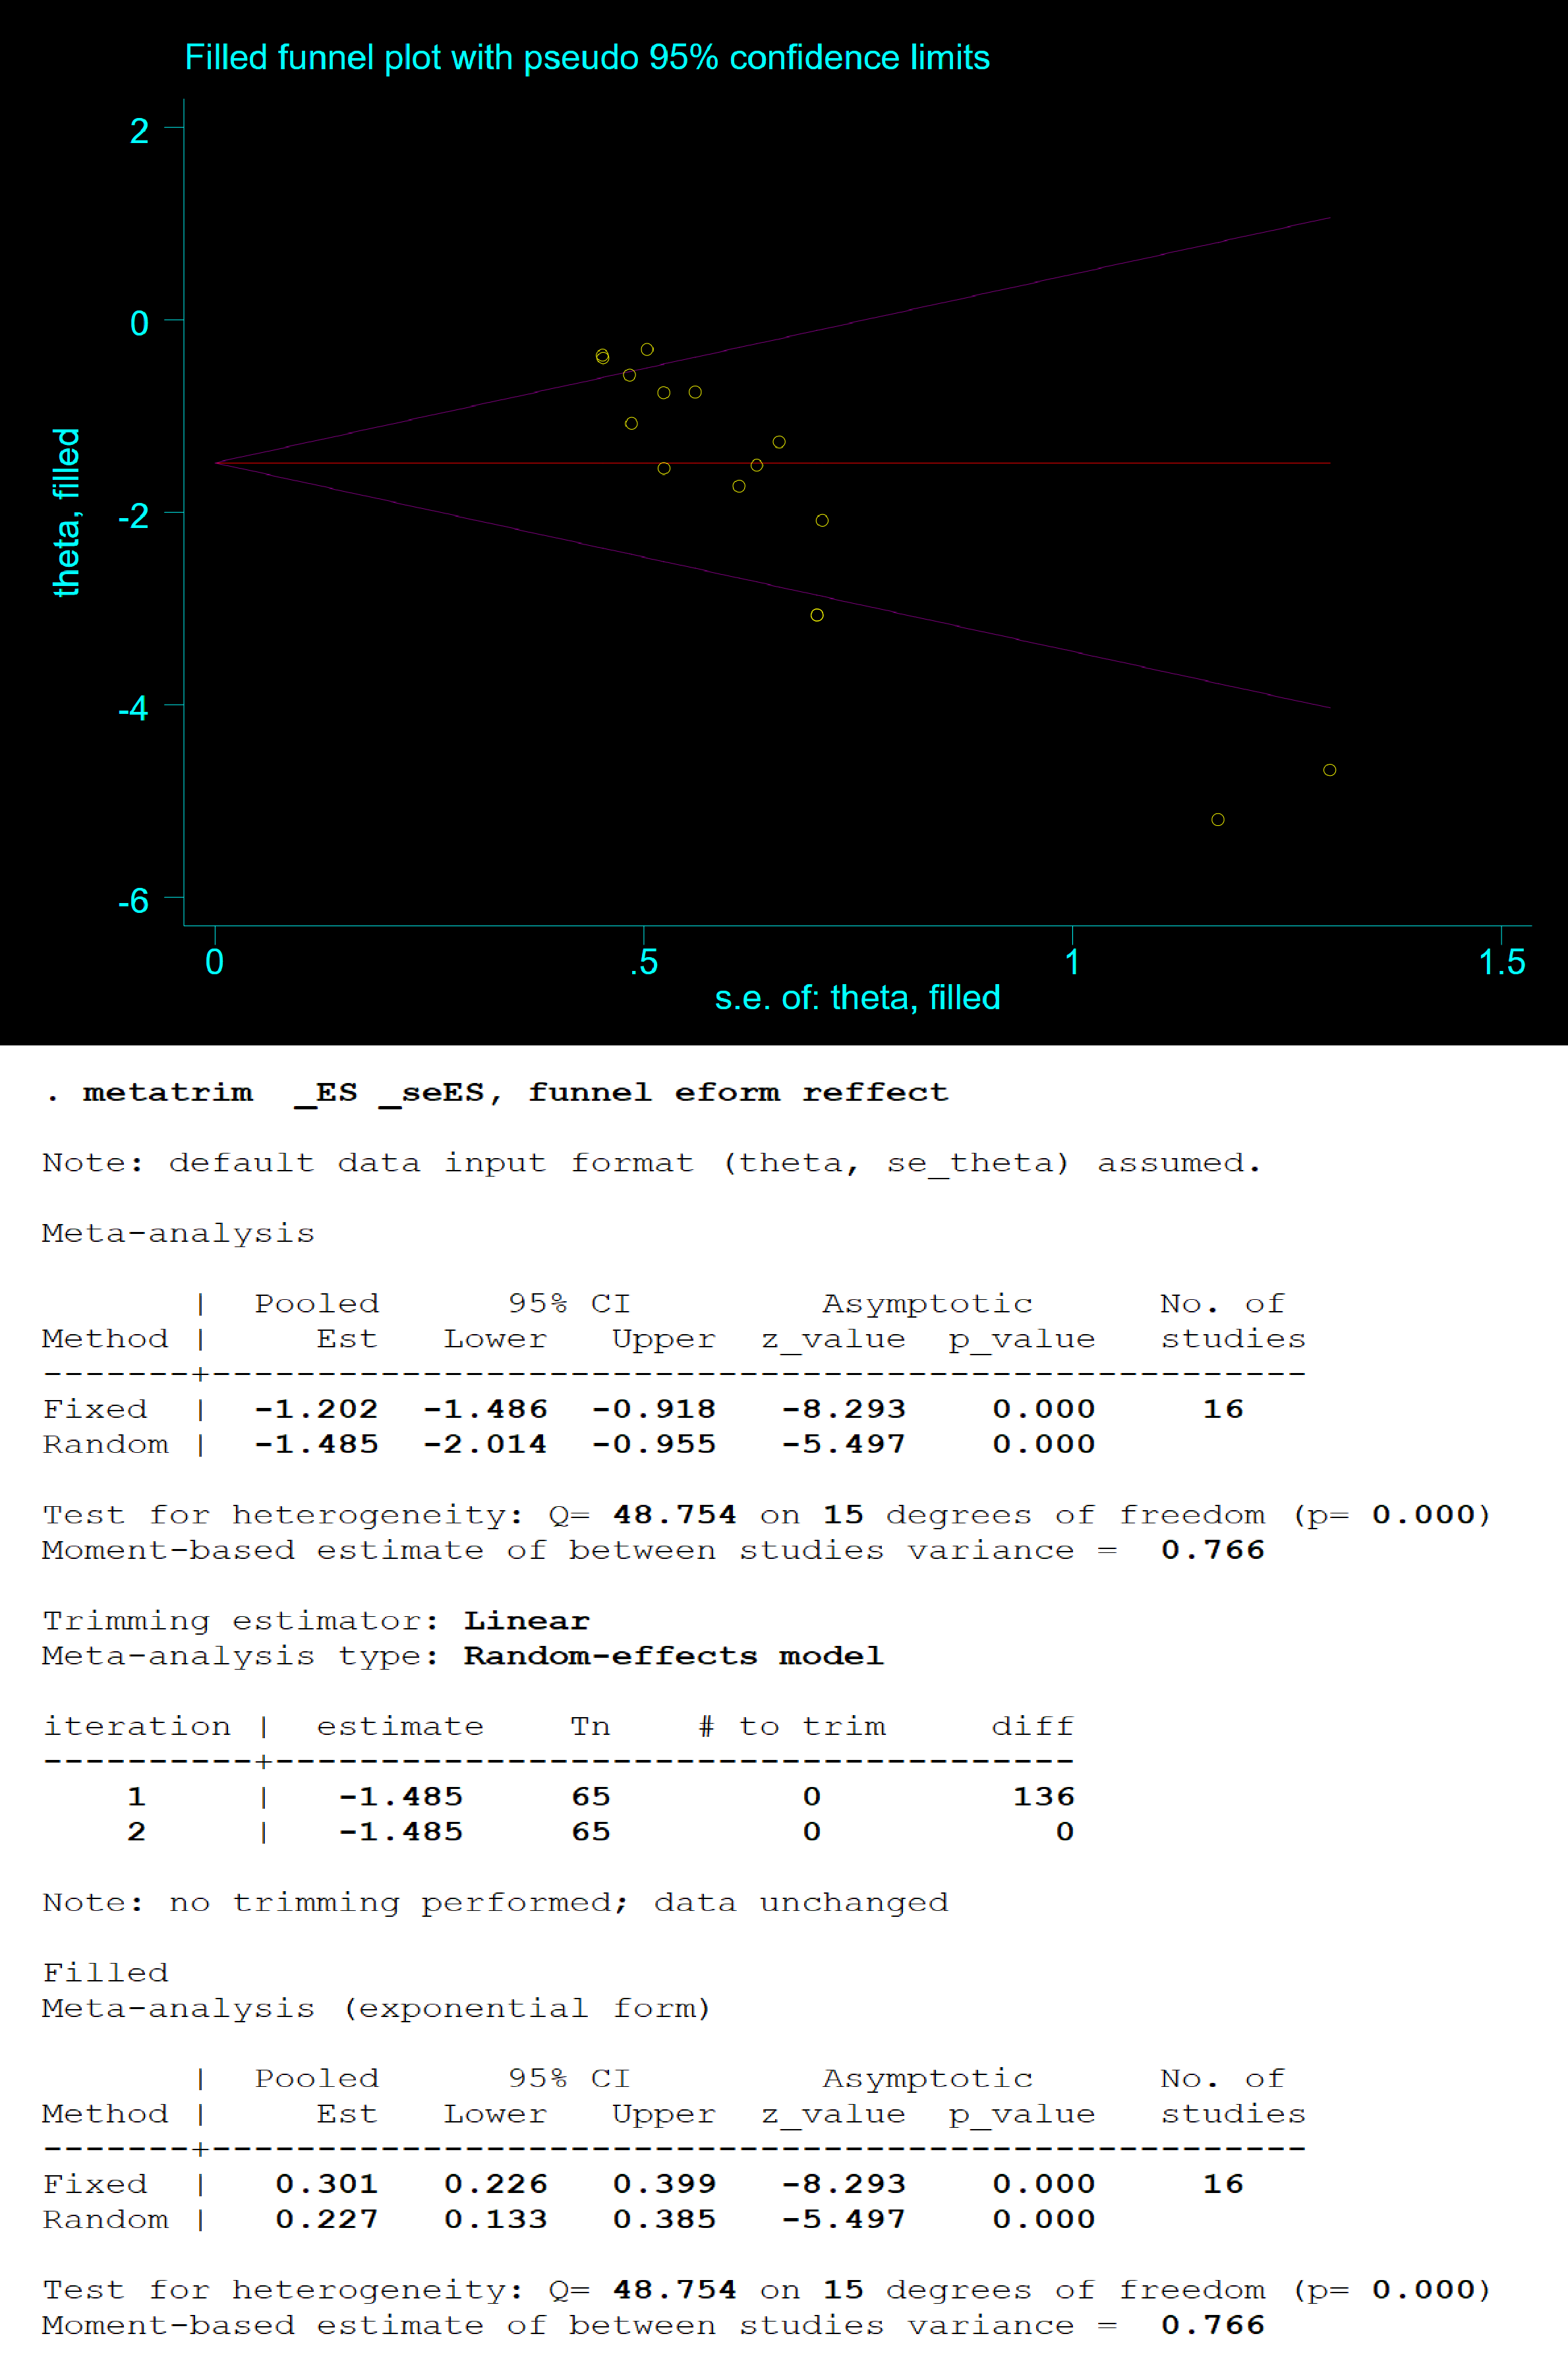 Filled funnel plot with pseudo 95% confidence limits
2
0
-2
-4
-6
theta, filled
0 .5 1 1.5
s.e. of: theta, filled
. metatrim  _ES _seES, funnel eform reffect
Note: default data input format (theta, se_theta) assumed.
Meta-analysis
       |  Pooled      95% CI         Asymptotic      No. of
Method |     Est   Lower   Upper  z_value  p_value   studies
-------+----------------------------------------------------
Fixed  |  -1.202  -1.486  -0.918   -8.293    0.000     16
Random |  -1.485  -2.014  -0.955   -5.497    0.000
Test for heterogeneity: Q= 48.754 on 15 degrees of freedom (p= 0.000)
Moment-based estimate of between studies variance =  0.766
Trimming estimator: Linear
Meta-analysis type: Random-effects model
iteration |  estimate    Tn    # to trim     diff
----------+--------------------------------------
    1     |   -1.485     65         0         136
    2     |   -1.485     65         0           0
Note: no trimming performed; data unchanged
Filled
Meta-analysis (exponential form)
       |  Pooled      95% CI         Asymptotic      No. of
Method |     Est   Lower   Upper  z_value  p_value   studies
-------+----------------------------------------------------
Fixed  |   0.301   0.226   0.399   -8.293    0.000     16
Random |   0.227   0.133   0.385   -5.497    0.000
Test for heterogeneity: Q= 48.754 on 15 degrees of freedom (p= 0.000)
Moment-based estimate of between studies variance =  0.766